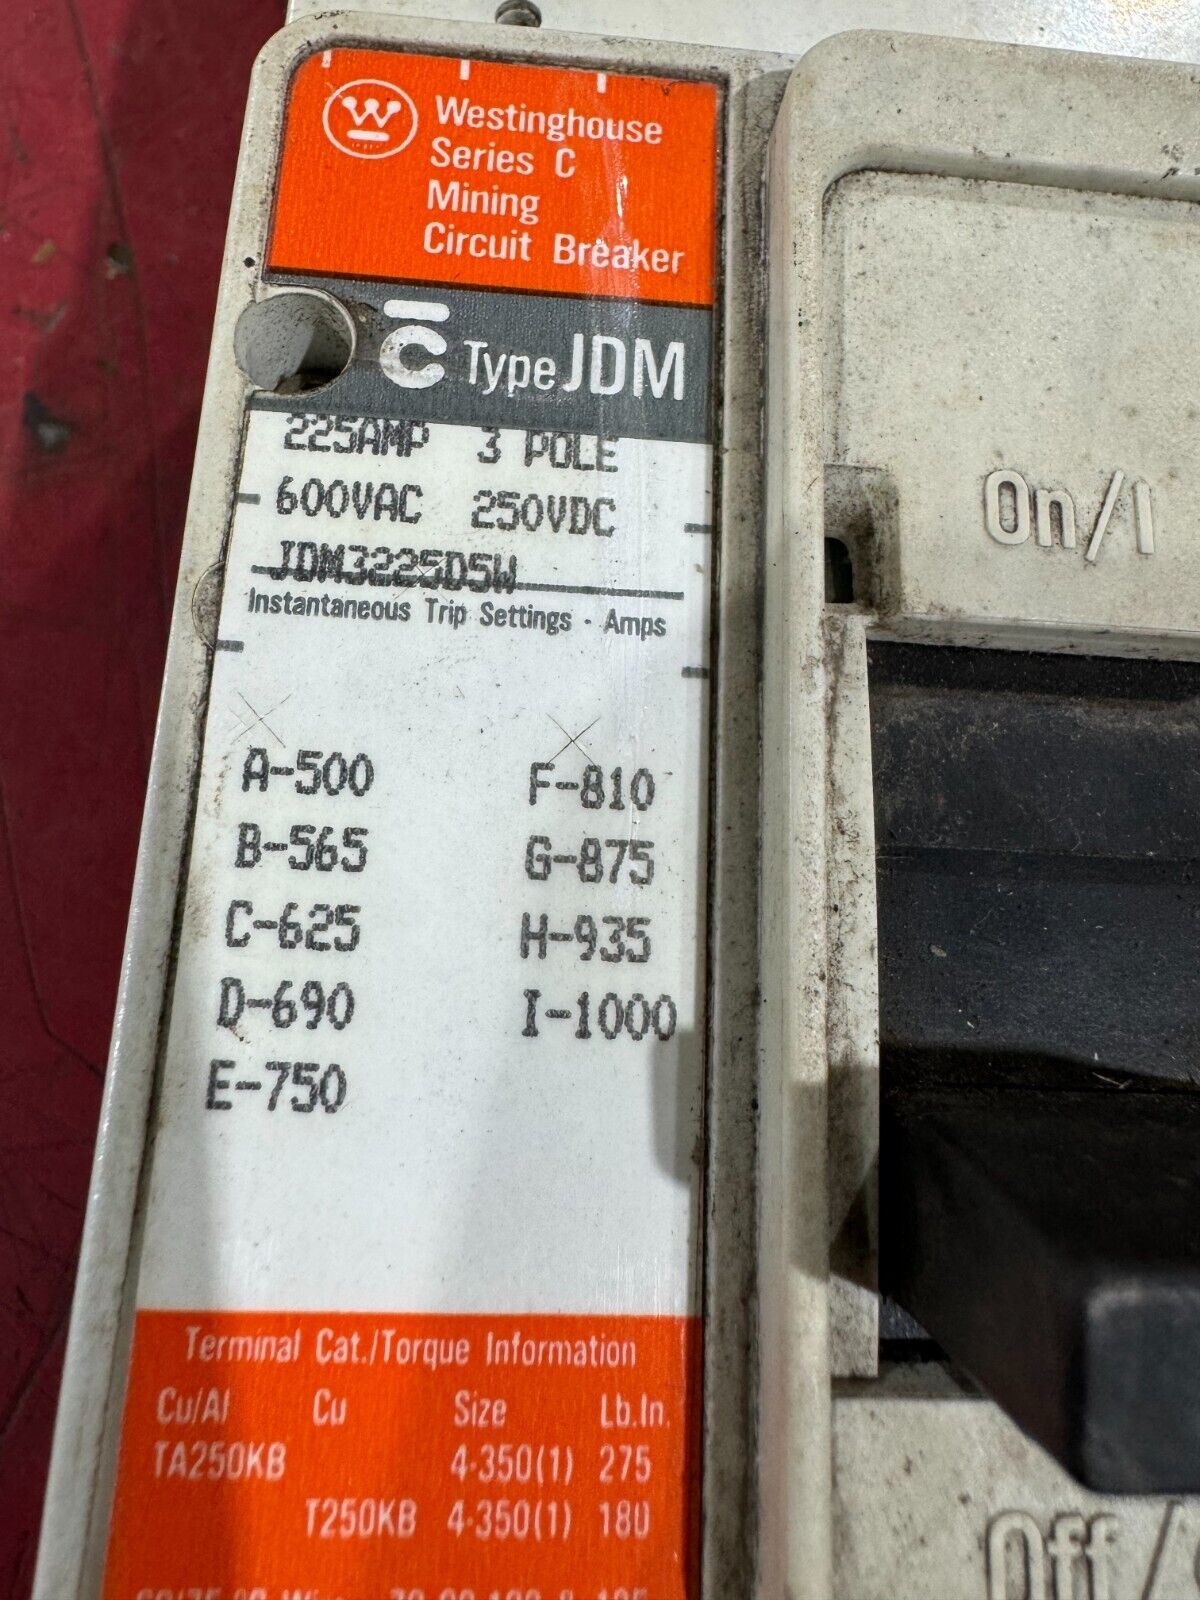 W
Westinghouse
Series C
Mining
Circuit Breaker
C Type JDM
225AMP 3 POLE
600VAC 250VDC
JDM3225D5W
Instantaneous Trip Settings · Amps
A-500 F-810
B-565 G-875
C-625 H-935
D-690 I-1000
E-750
Terminal Cat./Torque Information
Cu/Al Cu Size Lb.In.
TA250KB 4-350(1) 275
T250KB 4-350(1) 180
On/I
Off/